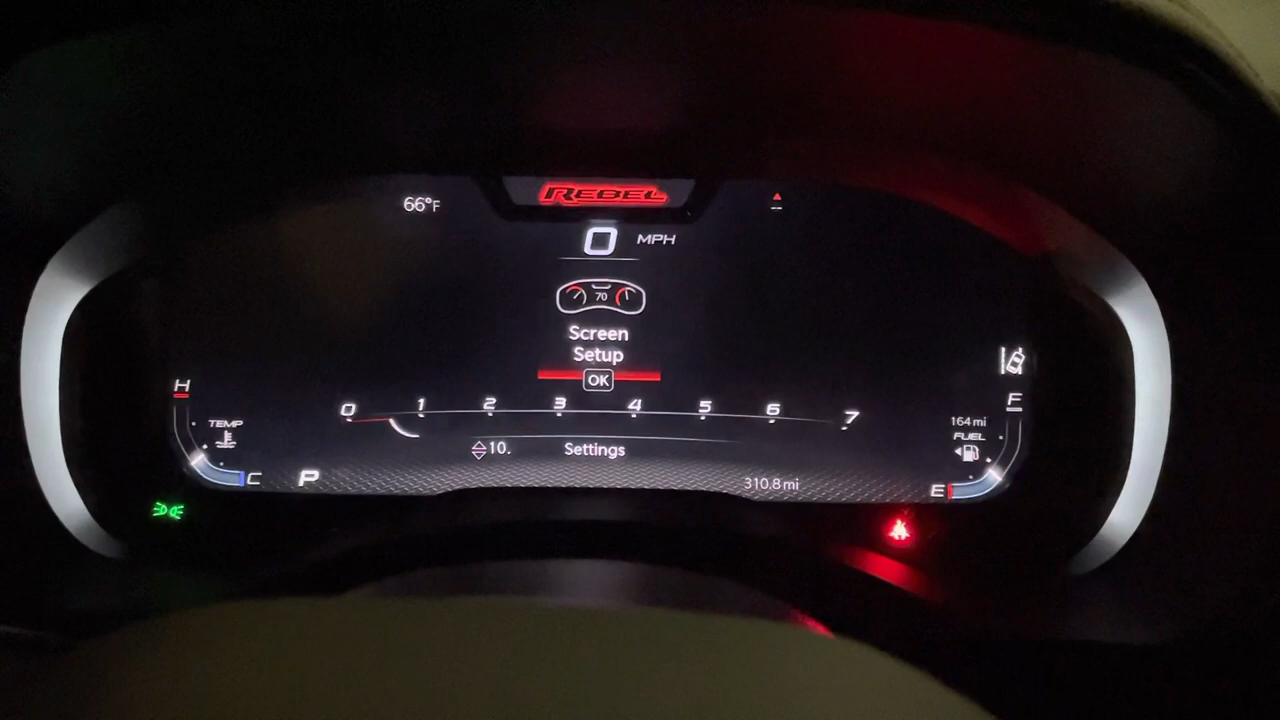 REBEL
66°F
0 MPH
70
Screen
Setup
OK
H
0 1 2 3 4 5 6 7
F
TEMP
164 mi
FUEL
10. Settings
C P
310.8 mi
E